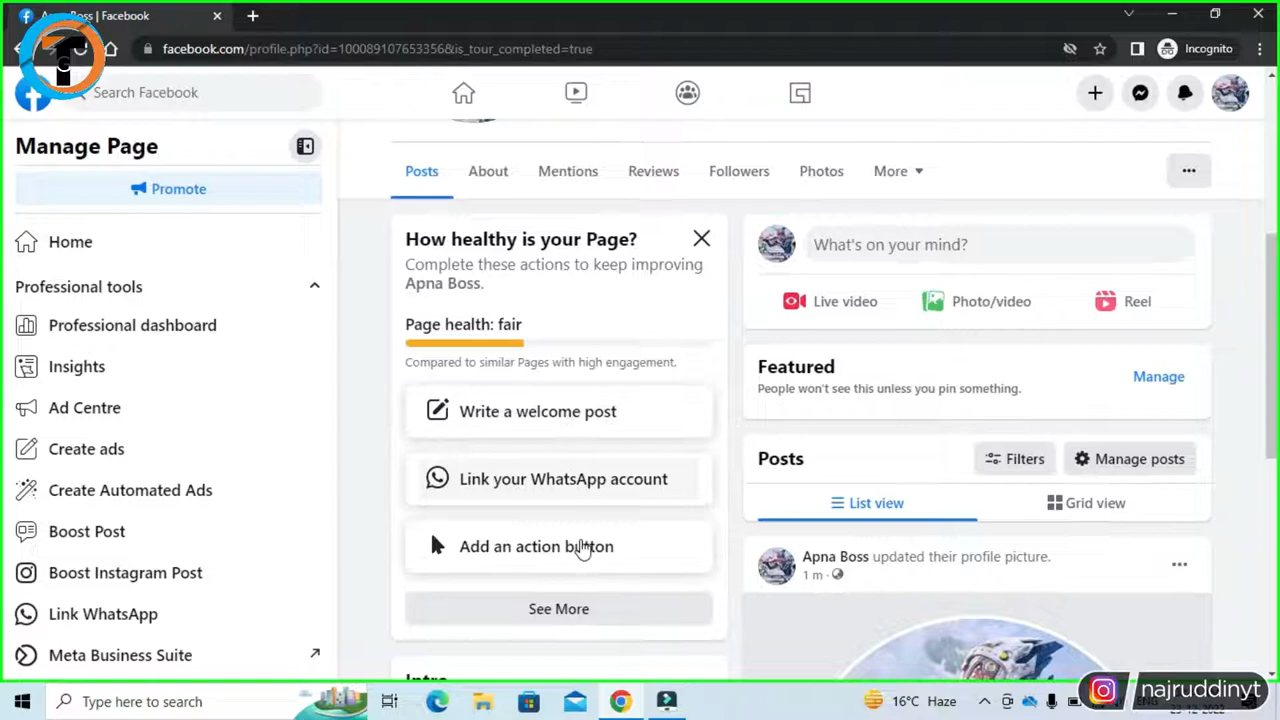 Facebook
facebook.com/profile.php?id=100089107653356&is_tour_completed=true
Incognito
T
G
Search Facebook
Manage Page
Promote
Home
Professional tools
Professional dashboard
Insights
Ad Centre
Create ads
Create Automated Ads
Boost Post
Boost Instagram Post
Link WhatsApp
Meta Business Suite
Posts About Mentions Reviews Followers Photos More
How healthy is your Page?
Complete these actions to keep improving
Apna Boss.
Page health: fair
Compared to similar Pages with high engagement.
Write a welcome post
Link your WhatsApp account
Add an action button
See More
Intro
What's on your mind?
Live video Photo/video Reel
Featured
People won't see this unless you pin something.
Manage
Posts
Filters
Manage posts
List view
Grid view
Apna Boss updated their profile picture.
1 m ·
Type here to search
16°C Haze
ENG
23-12-2022
najruddinyt